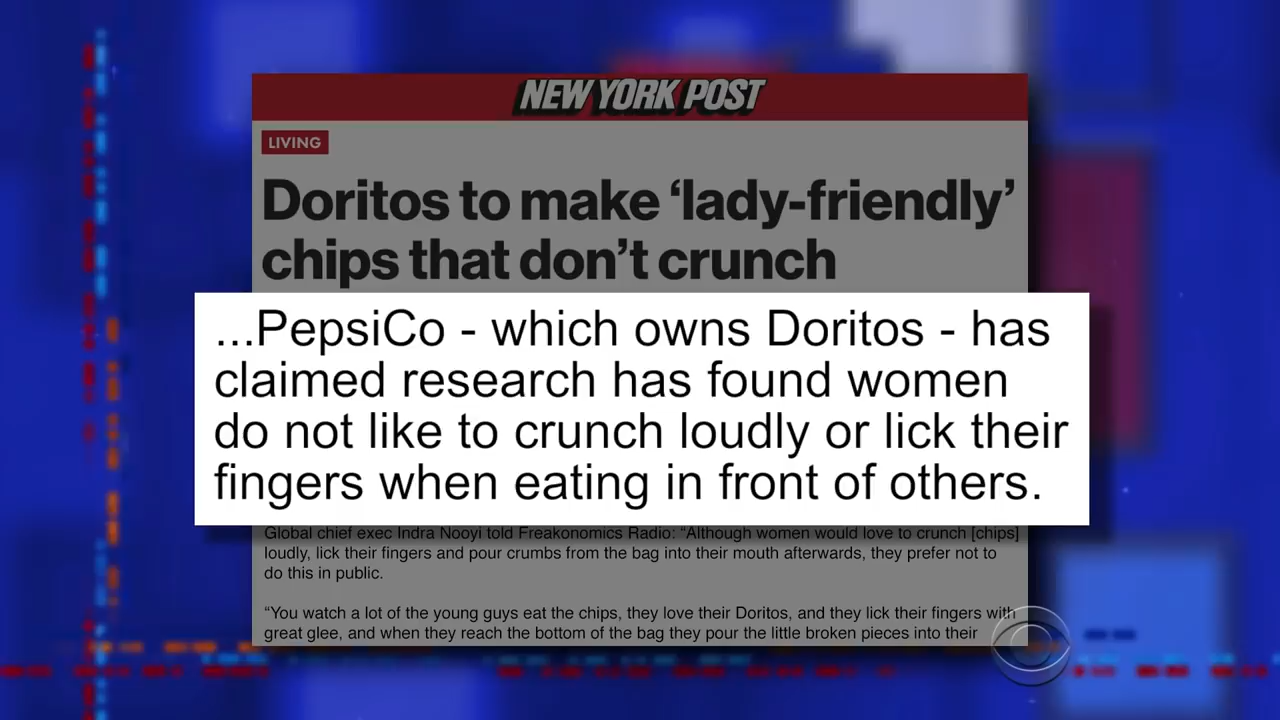 NEW YORK POST
LIVING
Doritos to make ‘lady-friendly’
chips that don’t crunch
...PepsiCo - which owns Doritos - has
claimed research has found women
do not like to crunch loudly or lick their
fingers when eating in front of others.
Global chief exec Indra Nooyi told Freakonomics Radio: “Although women would love to crunch [chips]
loudly, lick their fingers and pour crumbs from the bag into their mouth afterwards, they prefer not to
do this in public.
“You watch a lot of the young guys eat the chips, they love their Doritos, and they lick their fingers with
great glee, and when they reach the bottom of the bag they pour the little broken pieces into their